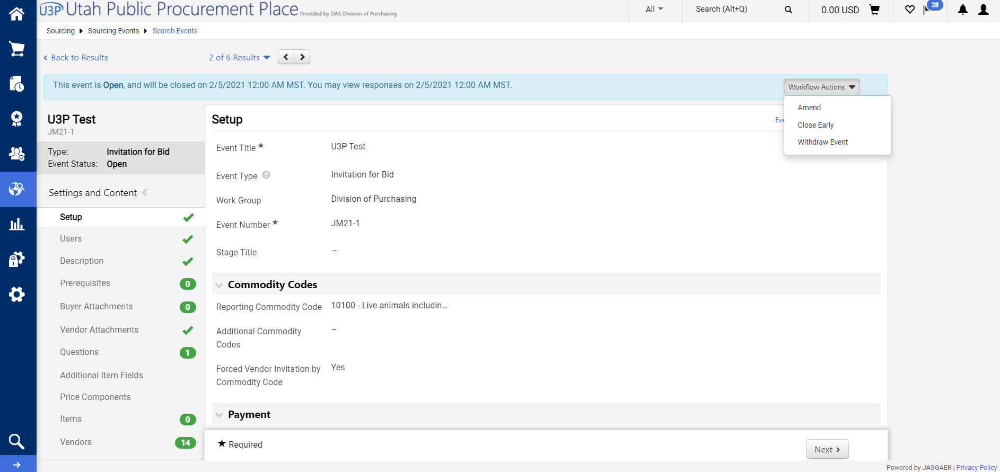 U3P Utah Public Procurement Place Provided by DAS Division of Purchasing
All
Search (Alt+Q)
0.00 USD
28
Sourcing
Sourcing Events
Search Events
Back to Results
2 of 6 Results
This event is Open, and will be closed on 2/5/2021 12:00 AM MST. You may view responses on 2/5/2021 12:00 AM MST.
Workflow Actions
Amend
Close Early
Withdraw Event
U3P Test
JM21-1
Type: Invitation for Bid
Event Status: Open
Settings and Content
Setup
Users
Description
Prerequisites 0
Buyer Attachments 0
Vendor Attachments
Questions 1
Additional Item Fields
Price Components
Items 0
Vendors 14
Setup
Event Title ★ U3P Test
Event Type ? Invitation for Bid
Work Group Division of Purchasing
Event Number ★ JM21-1
Stage Title –
Commodity Codes
Reporting Commodity Code 10100 - Live animals includin...
Additional Commodity –
Codes
Forced Vendor Invitation by Yes
Commodity Code
Payment
★ Required
Next
Powered by JAGGAER | Privacy Policy